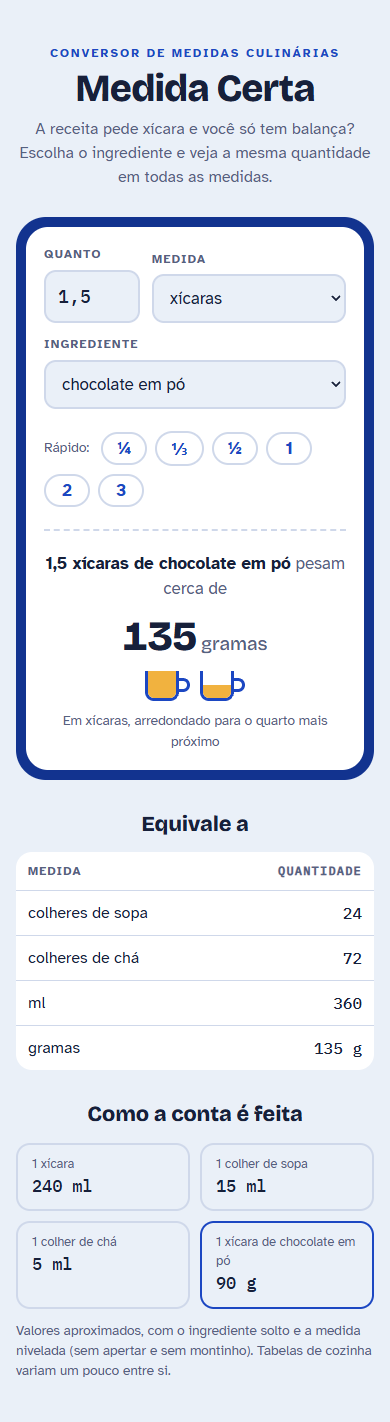 CONVERSOR DE MEDIDAS CULINÁRIAS
Medida Certa
A receita pede xícara e você só tem balança?
Escolha o ingrediente e veja a mesma quantidade
em todas as medidas.
QUANTO
MEDIDA
1,5
xícaras
INGREDIENTE
chocolate em pó
Rápido:
¼
⅓
½
1
2
3
1,5 xícaras de chocolate em pó pesam
cerca de
135 gramas
Em xícaras, arredondado para o quarto mais
próximo
Equivale a
MEDIDA
QUANTIDADE
colheres de sopa
24
colheres de chá
72
ml
360
gramas
135 g
Como a conta é feita
1 xícara
240 ml
1 colher de sopa
15 ml
1 colher de chá
5 ml
1 xícara de chocolate em
pó
90 g
Valores aproximados, com o ingrediente solto e a medida
nivelada (sem apertar e sem montinho). Tabelas de cozinha
variam um pouco entre si.